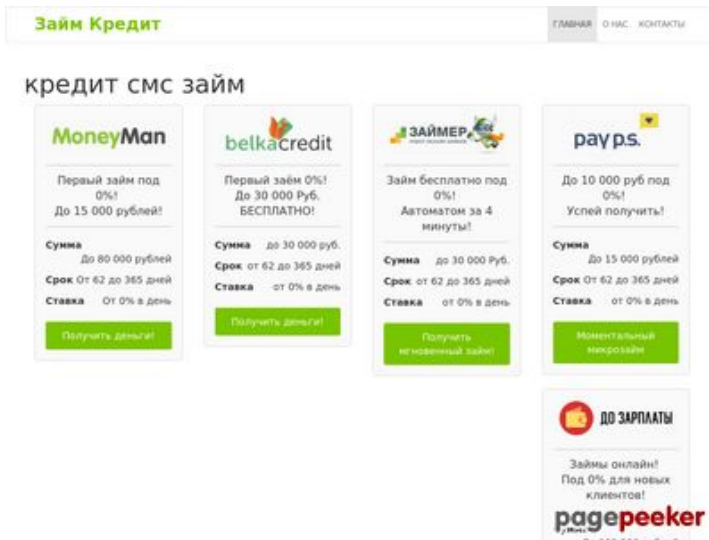 Займ Кредит
ГЛАВНАЯ О НАС КОНТАКТЫ
кредит смс займ
MoneyMan
Первый займ под
0%!
До 15 000 рублей!
Сумма
До 80 000 рублей
Срок От 62 до 365 дней
Ставка От 0% в день
Получить деньги!
belkacredit
Первый заём 0%!
До 30 000 Руб.
БЕСПЛАТНО!
Сумма до 30 000 руб.
Срок от 62 до 365 дней
Ставка от 0% в день
Получить деньги!
ЗАЙМЕР
Займ бесплатно под
0%!
Автоматом за 4
минуты!
Сумма до 30 000 Руб.
Срок от 62 до 365 дней
Ставка от 0% в день
Получить
мгновенный займ!
pay p.s.
До 10 000 руб под
0%!
Успей получить!
Сумма
До 15 000 рублей
Срок От 62 до 365 дней
Ставка От 0% в день
Моментальный
микрозайм
ДО ЗАРПЛАТЫ
Займы онлайн!
Под 0% для новых
клиентов!
pagepeeker